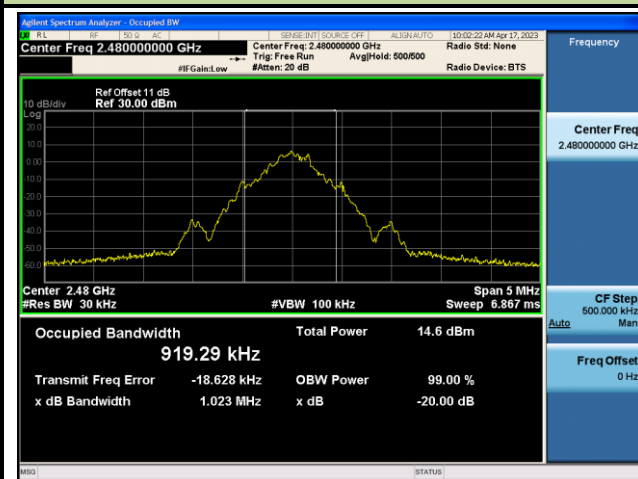 Agilent Spectrum Analyzer - Occupied BW
RL RF 50 Ω AC SENSE:INT SOURCE OFF ALIGN AUTO 10:02:22 AM Apr 17, 2023
Center Freq 2.480000000 GHz Center Freq: 2.480000000 GHz Radio Std: None
Trig: Free Run Avg|Hold: 500/500
#IFGain:Low #Atten: 20 dB Radio Device: BTS
Ref Offset 11 dB
10 dB/div Ref 30.00 dBm
Log
20.0
10.0
0.00
-10.0
-20.0
-30.0
-40.0
-50.0
-60.0
Center 2.48 GHz Span 5 MHz
#Res BW 30 kHz #VBW 100 kHz Sweep 6.867 ms
Occupied Bandwidth Total Power 14.6 dBm
919.29 kHz
Transmit Freq Error -18.628 kHz OBW Power 99.00 %
x dB Bandwidth 1.023 MHz x dB -20.00 dB
MSG STATUS
Frequency
Center Freq
2.480000000 GHz
CF Step
500.000 kHz
Auto Man
Freq Offset
0 Hz